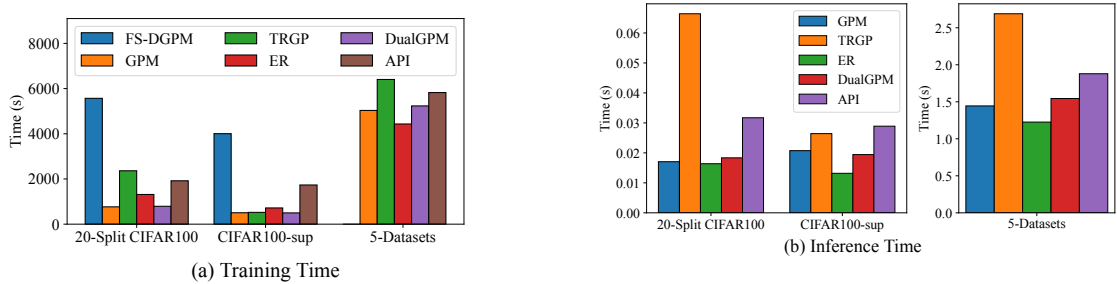 8000
6000
4000
2000
0
Time (s)
FS-DGPM
GPM
TRGP
ER
DualGPM
API
20-Split CIFAR100
CIFAR100-sup
5-Datasets
(a) Training Time
0.06
0.05
0.04
0.03
0.02
0.01
0.00
Time (s)
GPM
TRGP
ER
DualGPM
API
20-Split CIFAR100
CIFAR100-sup
2.5
2.0
1.5
1.0
0.5
0.0
Time (s)
5-Datasets
(b) Inference Time